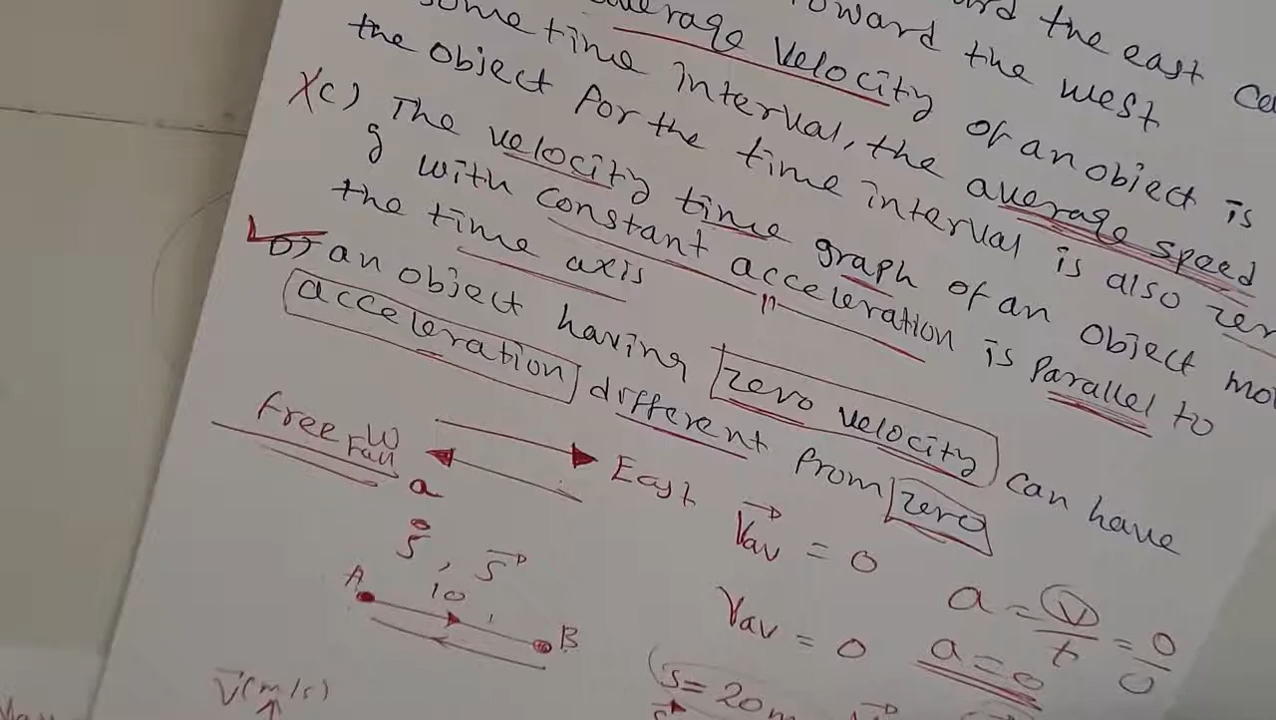 the east
toward the west
average velocity of an object is
some time interval, the average speed
the object for the time interval is also zer
c) The velocity time graph of an object mo
g with constant acceleration is parallel to
the time axis
D) an object having zero velocity can have
acceleration different from zero
free fall
W East
a
s, s⃗
A 10 B
v⃗av = 0
vav = 0
a = v/t = 0/0
a = 0
s = 20m
v⃗(m/s)